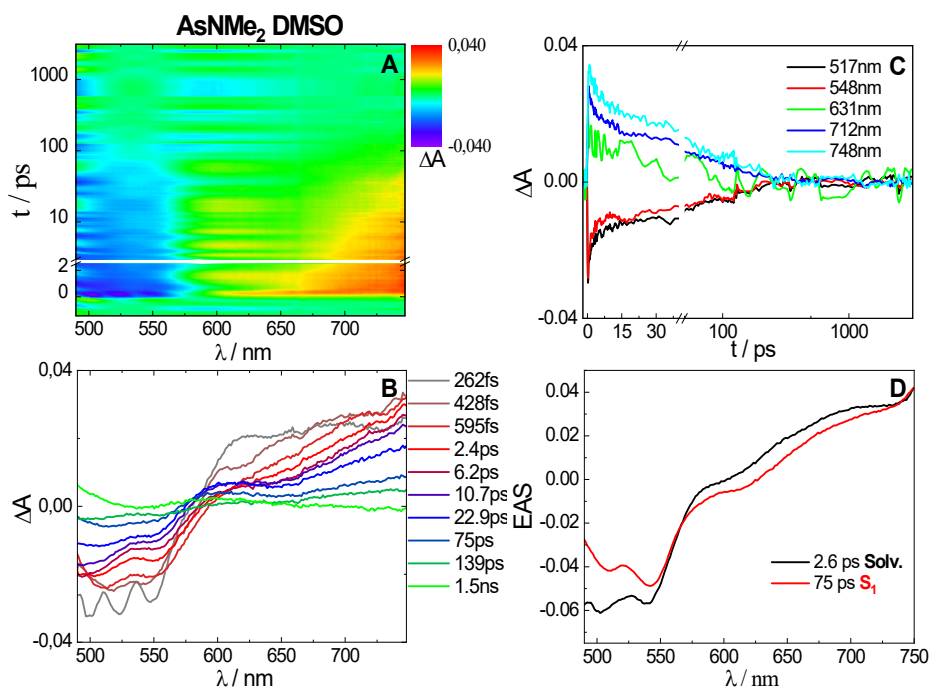 AsNMe₂ DMSO
A
0,040
-0,040
ΔA
1000
100
10
2
0
t / ps
500 550 600 650 700
λ / nm
C
517nm
548nm
631nm
712nm
748nm
0.04
0.00
-0.04
ΔA
0 15 30 100 1000
t / ps
B
0,04
0,00
-0,04
ΔA
500 550 600 650 700
λ / nm
262fs
428fs
595fs
2.4ps
6.2ps
10.7ps
22.9ps
75ps
139ps
1.5ns
D
0.04
0.02
0.00
-0.02
-0.04
-0.06
EAS
2.6 ps Solv.
75 ps S₁
500 550 600 650 700 750
λ / nm